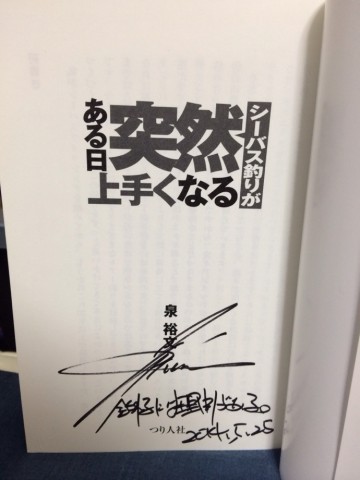 シーバス釣りが
ある日
突然
上手くなる
泉 裕文
つり人社
2014.5.25